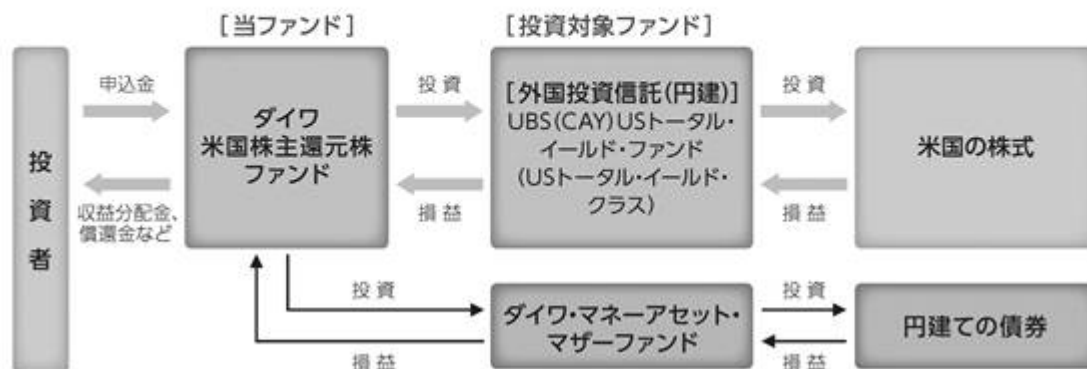 [当ファンド]
[投資対象ファンド]
投資者
申込金
収益分配金、
償還金など
ダイワ
米国株主還元株
ファンド
投資
損益
[外国投資信託(円建)]
UBS(CAY)USトータル・
イールド・ファンド
(USトータル・イールド・
クラス)
投資
損益
米国の株式
投資
損益
ダイワ・マネーアセット・
マザーファンド
投資
損益
円建ての債券